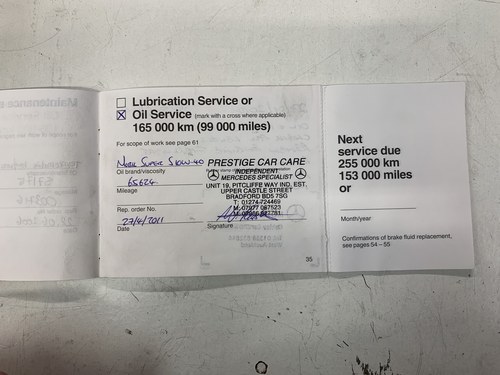 Lubrication Service or
Oil Service (mark with a cross where applicable)
165 000 km (99 000 miles)
For scope of work see page 61
Oil brand/viscosity
65624
Mileage
Rep. order No.
27/4/2011
Date
PRESTIGE CAR CARE
INDEPENDENT
MERCEDES SPECIALIST
UNIT 19, PITCLIFFE WAY IND. EST.
UPPER CASTLE STREET
BRADFORD BD5 7SG
T: 01274-724469
Signature
35
Next
service due
255 000 km
153 000 miles
or
Month/year
Confirmations of brake fluid replacement,
see pages 54 – 55